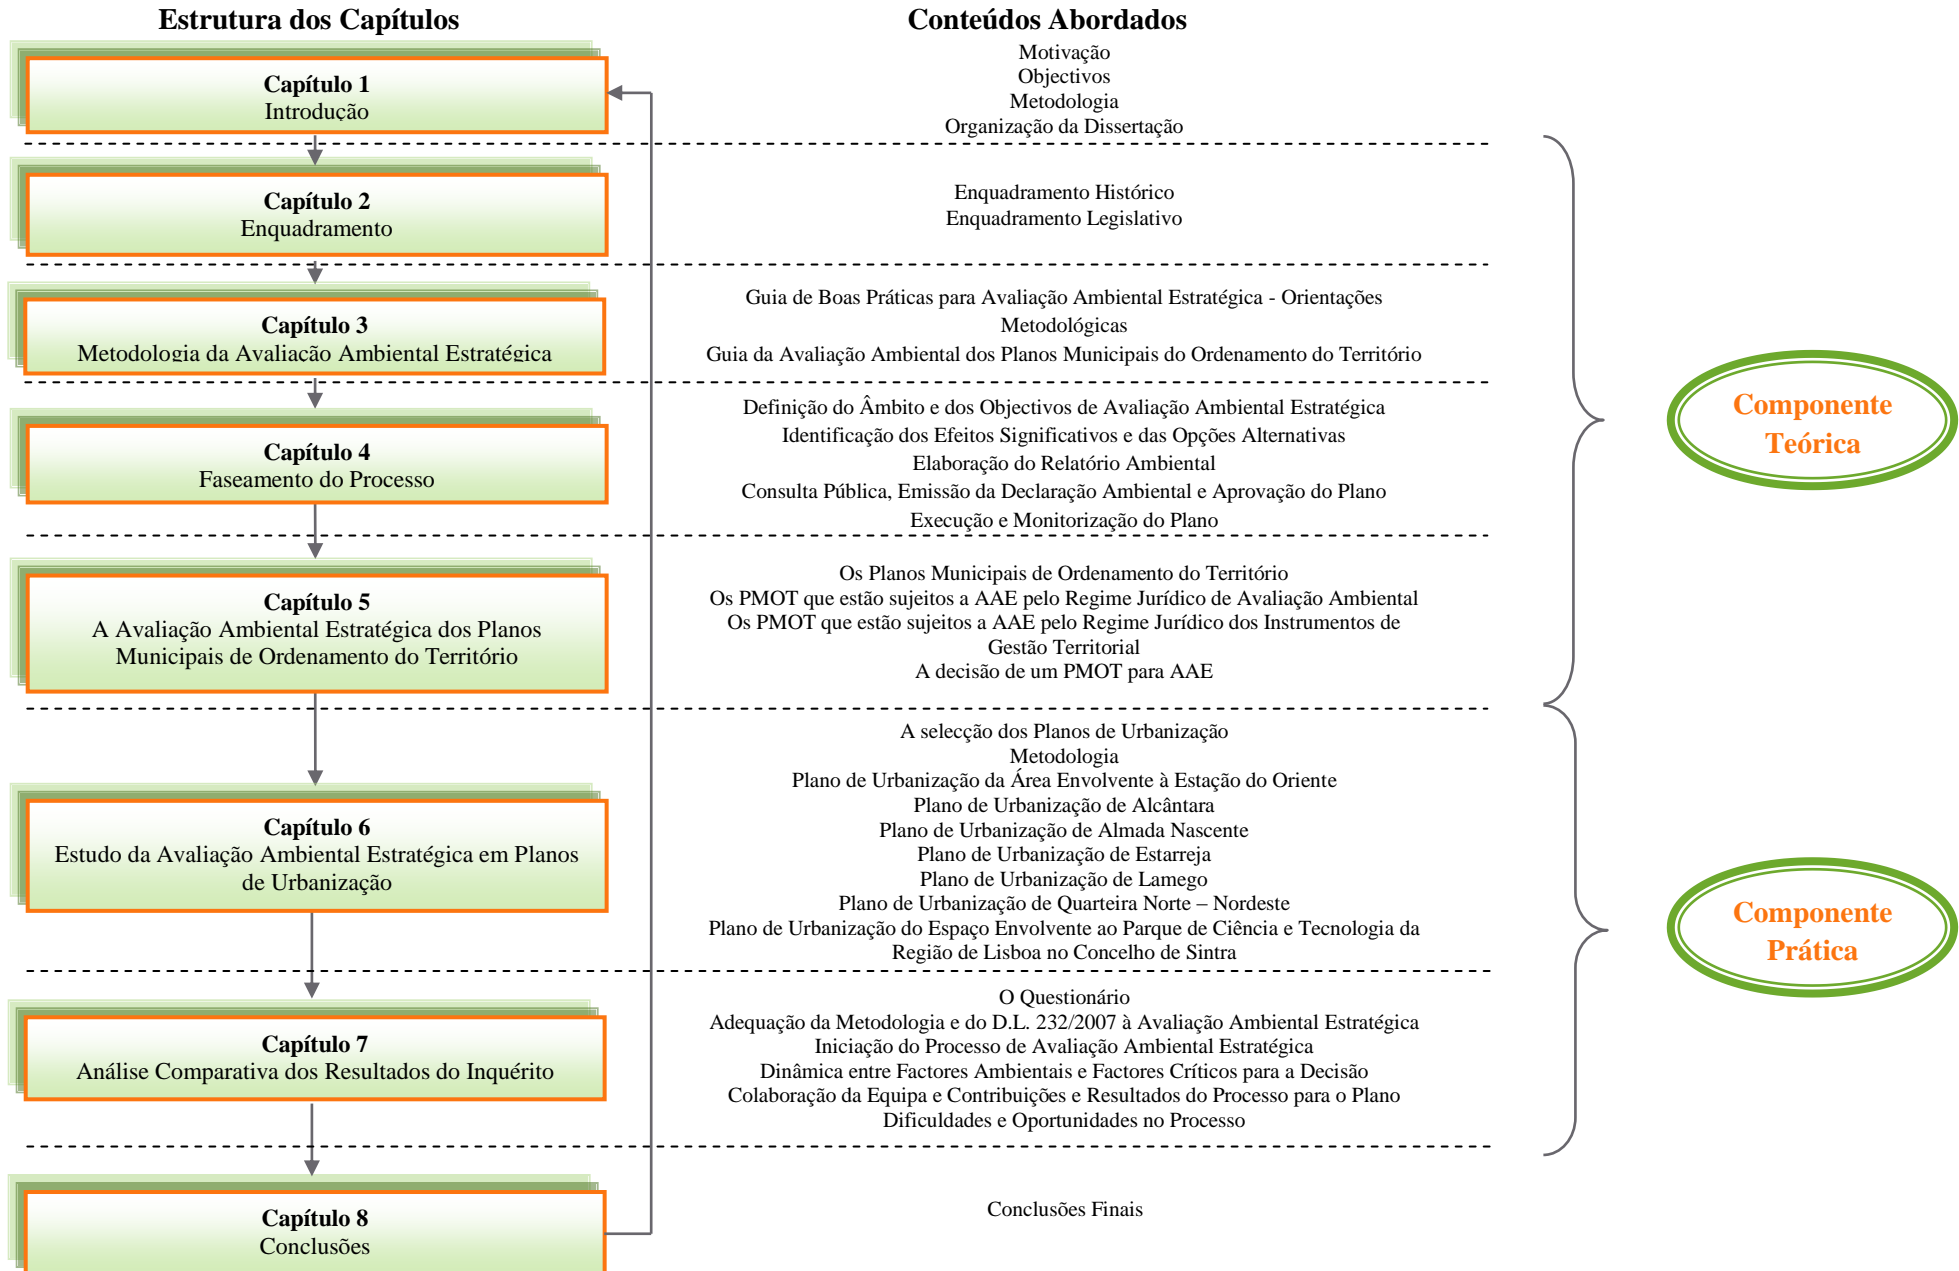 Estrutura dos Capítulos
Conteúdos Abordados
Capítulo 1
Introdução
Motivação
Objectivos
Metodologia
Organização da Dissertação
Capítulo 2
Enquadramento
Enquadramento Histórico
Enquadramento Legislativo
Capítulo 3
Metodologia da Avaliação Ambiental Estratégica
Guia de Boas Práticas para Avaliação Ambiental Estratégica - Orientações
Metodológicas
Guia da Avaliação Ambiental dos Planos Municipais do Ordenamento do Território
Capítulo 4
Faseamento do Processo
Definição do Âmbito e dos Objectivos de Avaliação Ambiental Estratégica
Identificação dos Efeitos Significativos e das Opções Alternativas
Elaboração do Relatório Ambiental
Consulta Pública, Emissão da Declaração Ambiental e Aprovação do Plano
Execução e Monitorização do Plano
Componente
Teórica
Capítulo 5
A Avaliação Ambiental Estratégica dos Planos
Municipais de Ordenamento do Território
Os Planos Municipais de Ordenamento do Território
Os PMOT que estão sujeitos a AAE pelo Regime Jurídico de Avaliação Ambiental
Os PMOT que estão sujeitos a AAE pelo Regime Jurídico dos Instrumentos de
Gestão Territorial
A decisão de um PMOT para AAE
Capítulo 6
Estudo da Avaliação Ambiental Estratégica em Planos
de Urbanização
A selecção dos Planos de Urbanização
Metodologia
Plano de Urbanização da Área Envolvente à Estação do Oriente
Plano de Urbanização de Alcântara
Plano de Urbanização de Almada Nascente
Plano de Urbanização de Estarreja
Plano de Urbanização de Lamego
Plano de Urbanização de Quarteira Norte – Nordeste
Plano de Urbanização do Espaço Envolvente ao Parque de Ciência e Tecnologia da
Região de Lisboa no Concelho de Sintra
Componente
Prática
Capítulo 7
Análise Comparativa dos Resultados do Inquérito
O Questionário
Adequação da Metodologia e do D.L. 232/2007 à Avaliação Ambiental Estratégica
Iniciação do Processo de Avaliação Ambiental Estratégica
Dinâmica entre Factores Ambientais e Factores Críticos para a Decisão
Colaboração da Equipa e Contribuições e Resultados do Processo para o Plano
Dificuldades e Oportunidades no Processo
Capítulo 8
Conclusões
Conclusões Finais